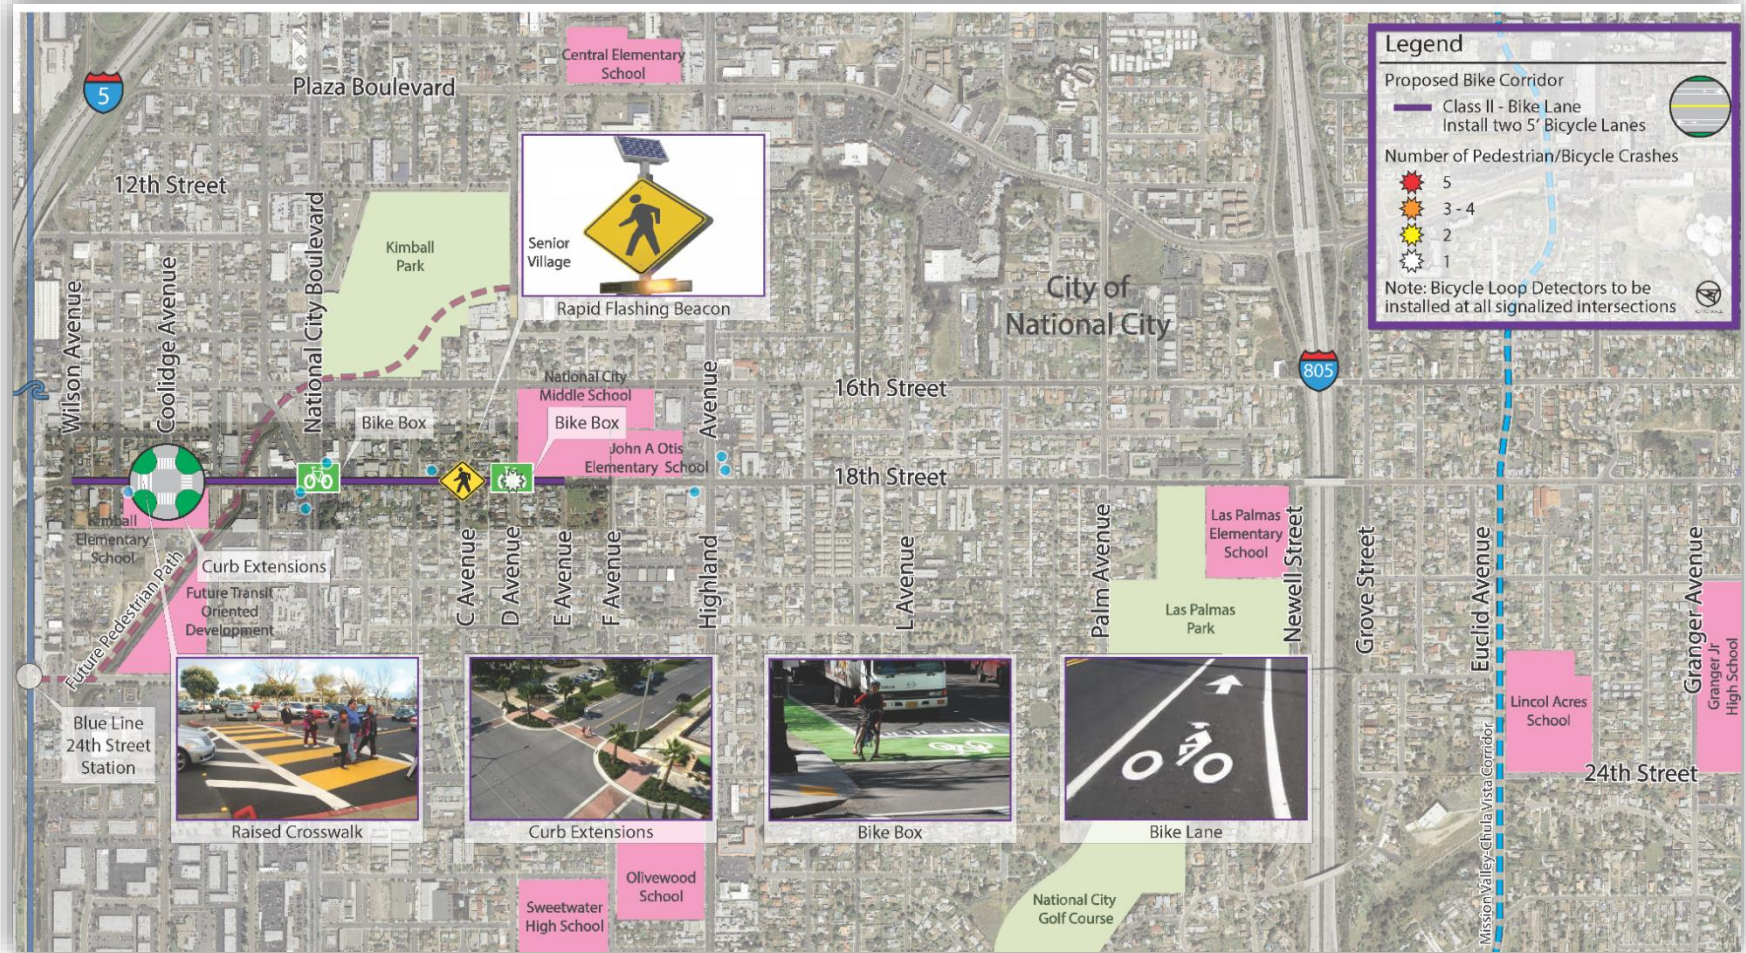 Legend
Proposed Bike Corridor
Class II - Bike Lane
Install two 5' Bicycle Lanes
Number of Pedestrian/Bicycle Crashes
5
3 - 4
2
1
Note: Bicycle Loop Detectors to be
installed at all signalized intersections
5
Central Elementary
School
Plaza Boulevard
12th Street
Kimball
Park
Senior
Village
Rapid Flashing Beacon
City of
National City
Wilson Avenue
Coolidge Avenue
National City Boulevard
805
National City
Middle School
16th Street
Avenue
Bike Box
Bike Box
John A Otis
Elementary School
18th Street
Kimball
Elementary
School
Curb Extensions
Future Transit
Oriented
Development
Future Pedestrian Path
C Avenue
D Avenue
E Avenue
F Avenue
Highland
L Avenue
Palm Avenue
Las Palmas
Elementary
School
Newell Street
Las Palmas
Park
Grove Street
Euclid Avenue
Granger Avenue
Granger Jr
High School
Lincol Acres
School
24th Street
Mission Valley-Chula Vista Corridor
Blue Line
24th Street
Station
Raised Crosswalk
Curb Extensions
Bike Box
Bike Lane
Olivewood
School
Sweetwater
High School
National City
Golf Course